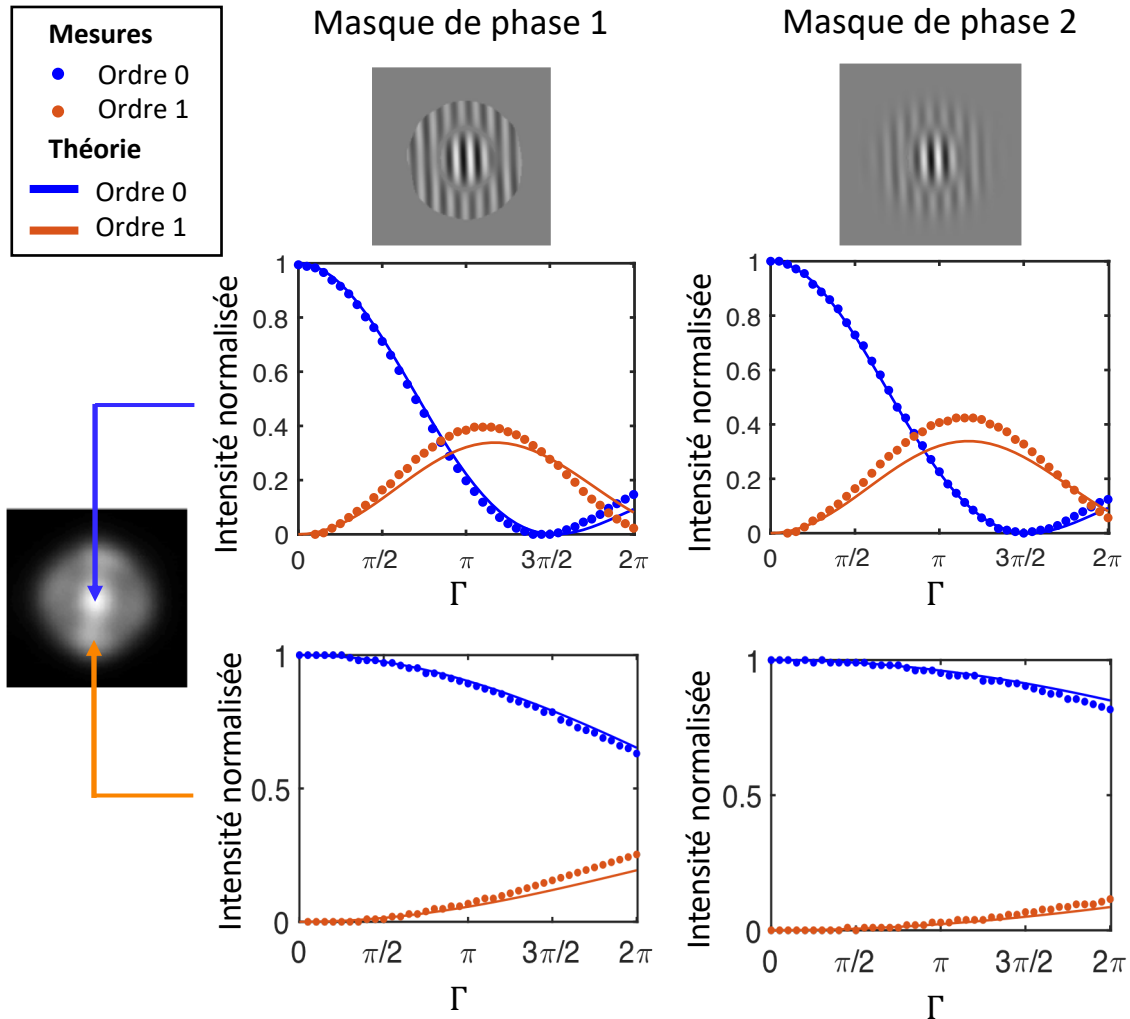 Mesures
Ordre 0
Ordre 1
Théorie
Ordre 0
Ordre 1
Masque de phase 1
Masque de phase 2
Intensité normalisée
1
0.8
0.6
0.4
0.2
0
0
π/2
π
3π/2
2π
Γ
Intensité normalisée
1
0.8
0.6
0.4
0.2
0
0
π/2
π
3π/2
2π
Γ
Intensité normalisée
1
0.5
0
0
π/2
π
3π/2
2π
Γ
Intensité normalisée
1
0.5
0
0
π/2
π
3π/2
2π
Γ